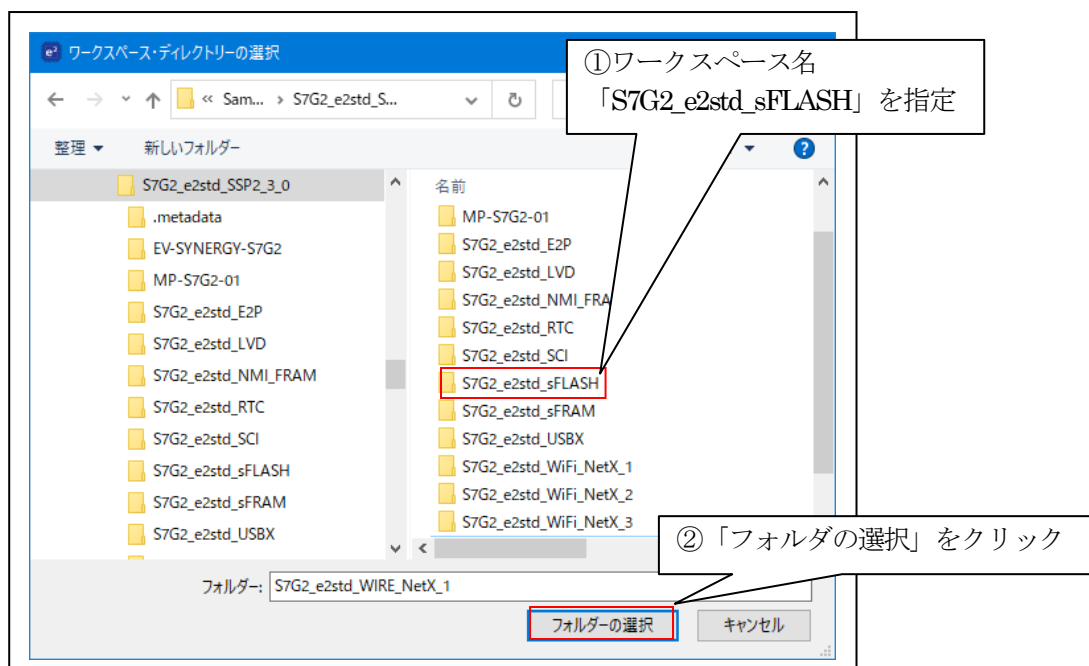 e² ワークスペース・ディレクトリーの選択
①ワークスペース名
「S7G2_e2std_sFLASH」を指定
« Sam... › S7G2_e2std_S...
整理 新しいフォルダー
?
S7G2_e2std_SSP2_3_0
.metadata
EV-SYNERGY-S7G2
MP-S7G2-01
S7G2_e2std_E2P
S7G2_e2std_LVD
S7G2_e2std_NMI_FRAM
S7G2_e2std_RTC
S7G2_e2std_SCI
S7G2_e2std_sFLASH
S7G2_e2std_sFRAM
S7G2_e2std_USBX
名前
MP-S7G2-01
S7G2_e2std_E2P
S7G2_e2std_LVD
S7G2_e2std_NMI_FRA
S7G2_e2std_RTC
S7G2_e2std_SCI
S7G2_e2std_sFLASH
S7G2_e2std_sFRAM
S7G2_e2std_USBX
S7G2_e2std_WiFi_NetX_1
S7G2_e2std_WiFi_NetX_2
S7G2_e2std_WiFi_NetX_3
②「フォルダの選択」をクリック
フォルダー: S7G2_e2std_WIRE_NetX_1
フォルダーの選択 キャンセル